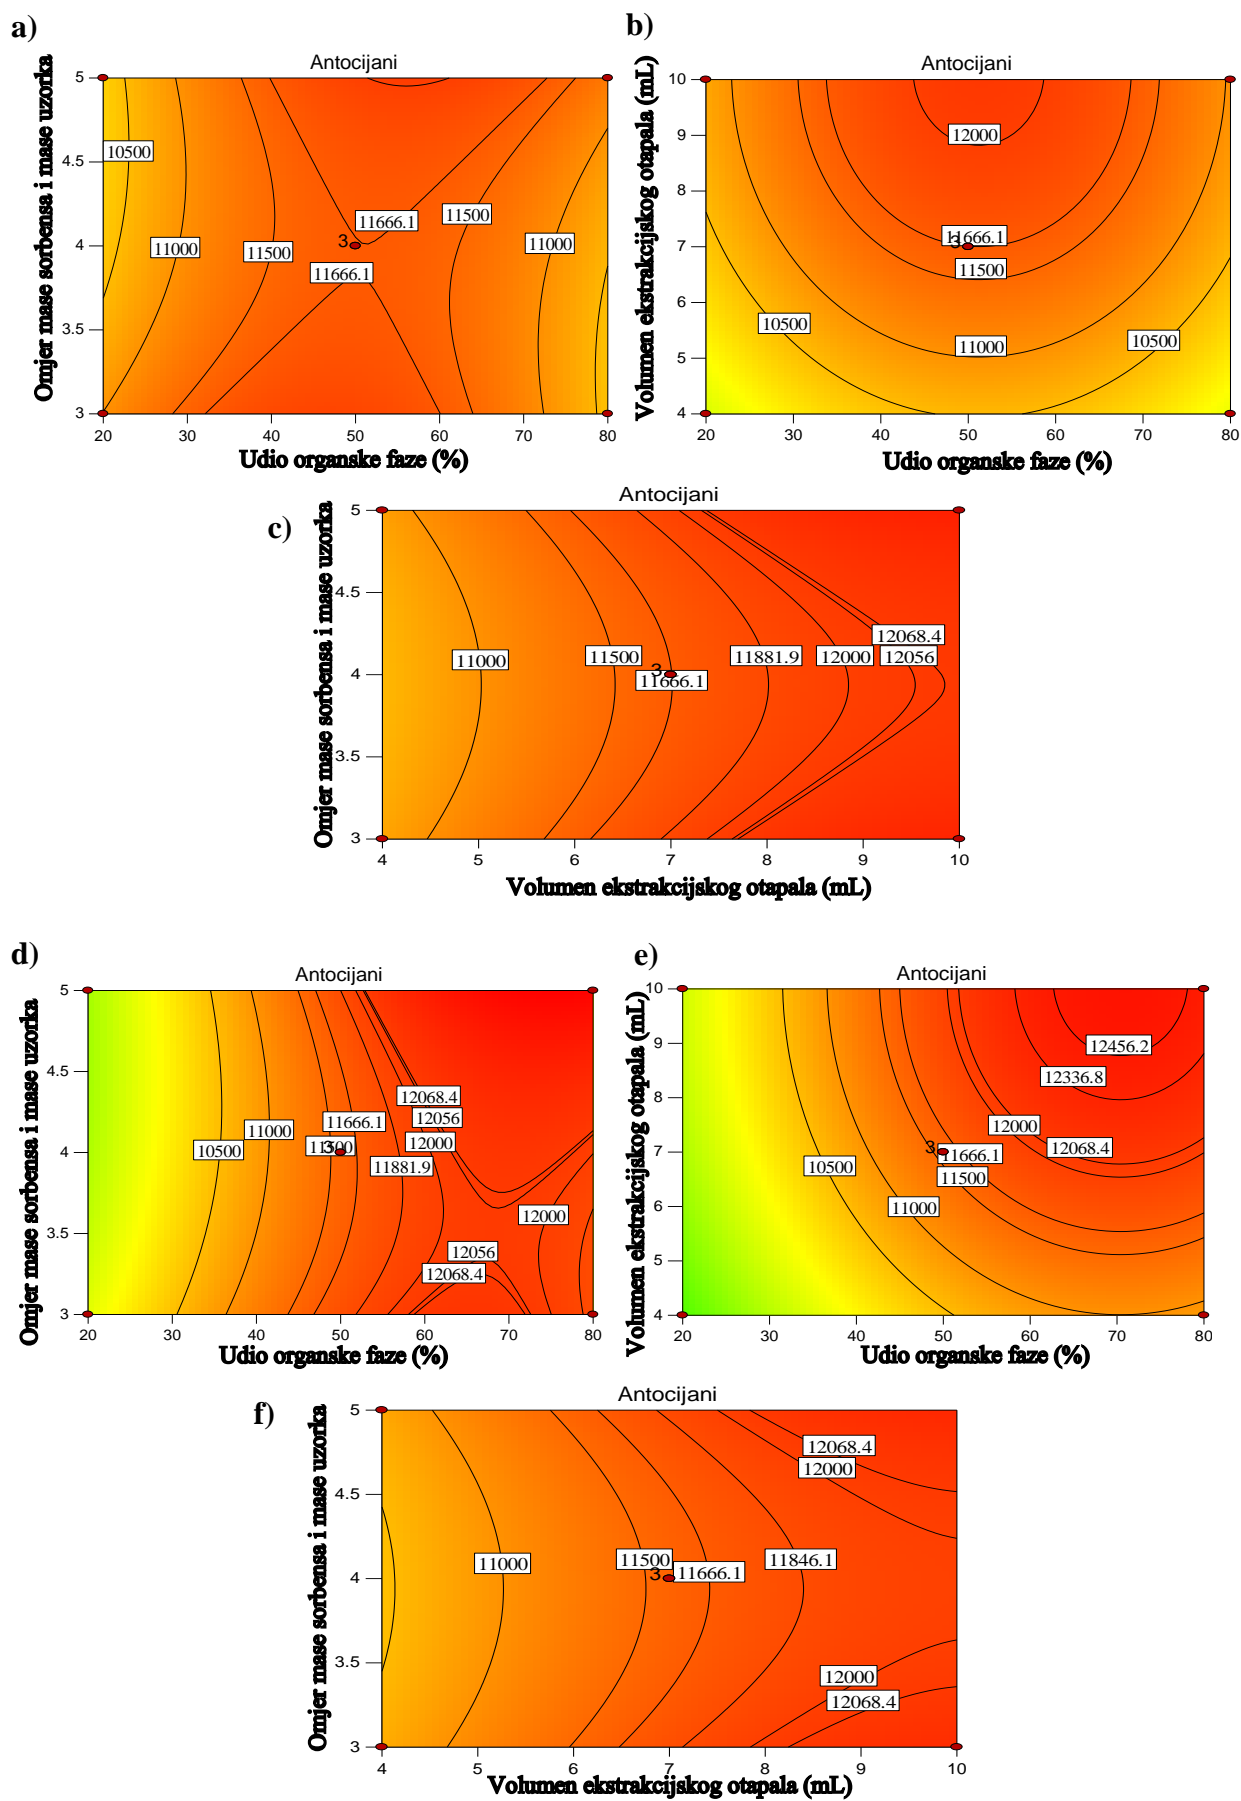 a)
Antocijani
Omjer mase sorbensa i mase uzorka
5
4.5
4
3.5
3
10500
11000
11500
11666.1
3
11666.1
11500
11000
20 30 40 50 60 70 80
Udio organske faze (%)
b)
Antocijani
Volumen ekstrakcijskog otapala (mL)
10
9
8
7
6
5
4
12000
11666.1
3
11500
10500
11000
10500
20 30 40 50 60 70 80
Udio organske faze (%)
c)
Antocijani
Omjer mase sorbensa i mase uzorka
5
4.5
4
3.5
3
11000
11500
3
11666.1
11881.9
12000
12068.4
12056
4 5 6 7 8 9 10
Volumen ekstrakcijskog otapala (mL)
d)
Antocijani
Omjer mase sorbensa i mase uzorka
5
4.5
4
3.5
3
10500
11000
11666.1
11500
3
11881.9
12068.4
12056
12000
12000
12056
12068.4
20 30 40 50 60 70 80
Udio organske faze (%)
e)
Antocijani
Volumen ekstrakcijskog otapala (mL)
10
9
8
7
6
5
4
12456.2
12336.8
12000
12068.4
3
11666.1
11500
10500
11000
20 30 40 50 60 70 80
Udio organske faze (%)
f)
Antocijani
Omjer mase sorbensa i mase uzorka
5
4.5
4
3.5
3
12068.4
12000
11000
11500
3
11666.1
11846.1
12000
12068.4
4 5 6 7 8 9 10
Volumen ekstrakcijskog otapala (mL)